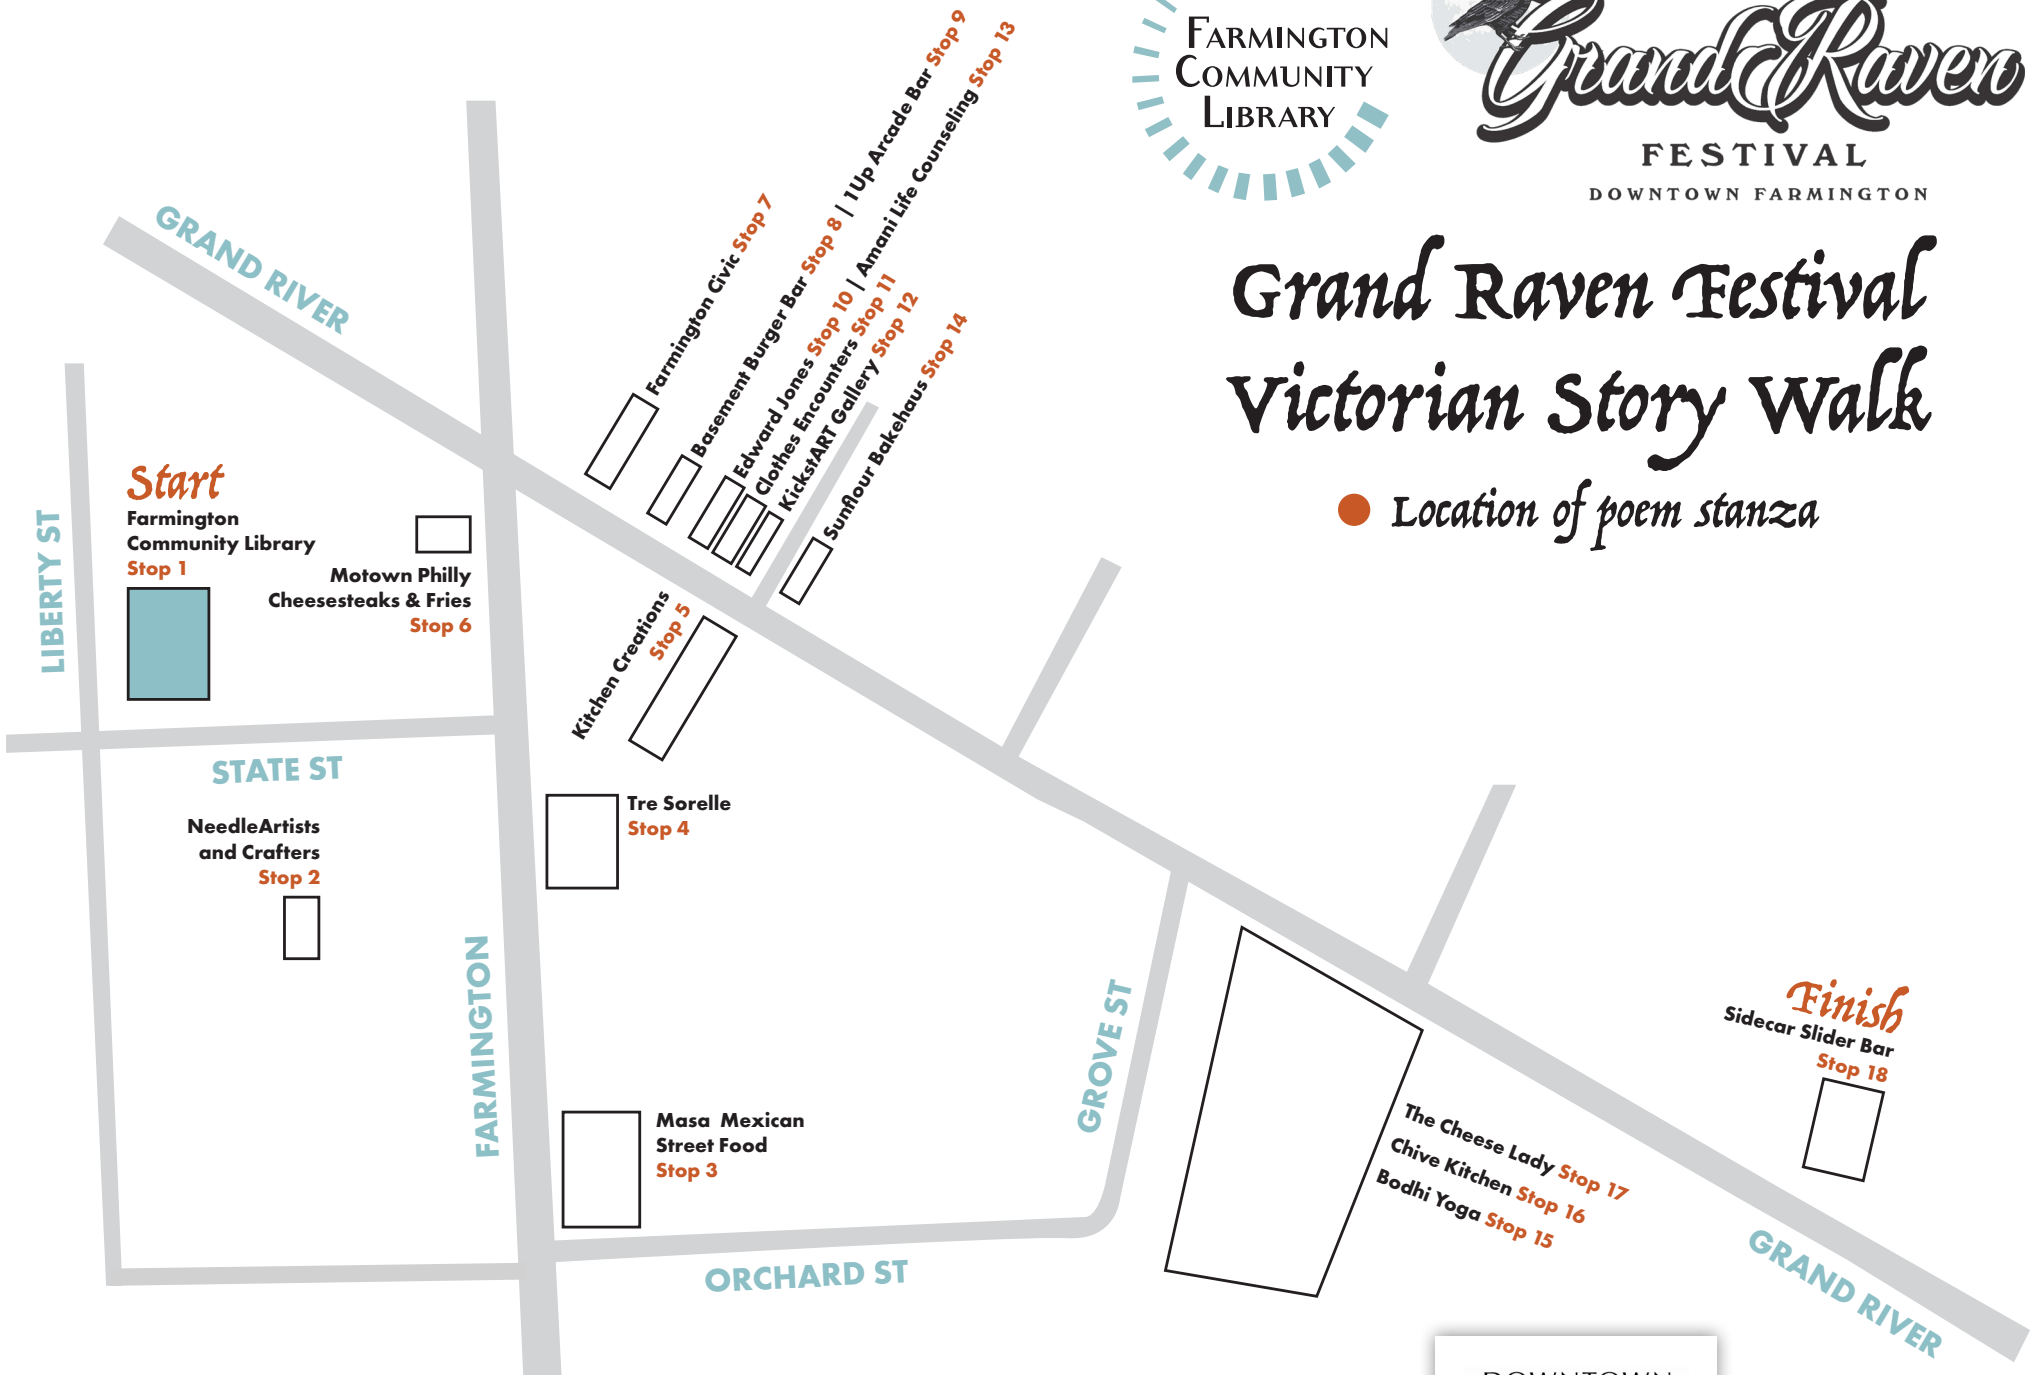 FARMINGTON
COMMUNITY
LIBRARY
Grand Raven
FESTIVAL
DOWNTOWN FARMINGTON
Grand Raven Festival
Victorian Story Walk
Location of poem stanza
GRAND RIVER
LIBERTY ST
Start
Farmington
Community Library
Stop 1
Motown Philly
Cheesesteaks & Fries
Stop 6
STATE ST
NeedleArtists
and Crafters
Stop 2
FARMINGTON
Farmington Civic Stop 7
Basement Burger Bar Stop 8 | 1Up Arcade Bar Stop 9
Edward Jones Stop 10 | Amani Life Counseling Stop 13
Clothes Encounters Stop 11
KickstART Gallery Stop 12
Sunflour Bakehaus Stop 14
Kitchen Creations
Stop 5
Tre Sorelle
Stop 4
Masa Mexican
Street Food
Stop 3
ORCHARD ST
GROVE ST
The Cheese Lady Stop 17
Chive Kitchen Stop 16
Bodhi Yoga Stop 15
Finish
Sidecar Slider Bar
Stop 18
GRAND RIVER
DOWNTOWN